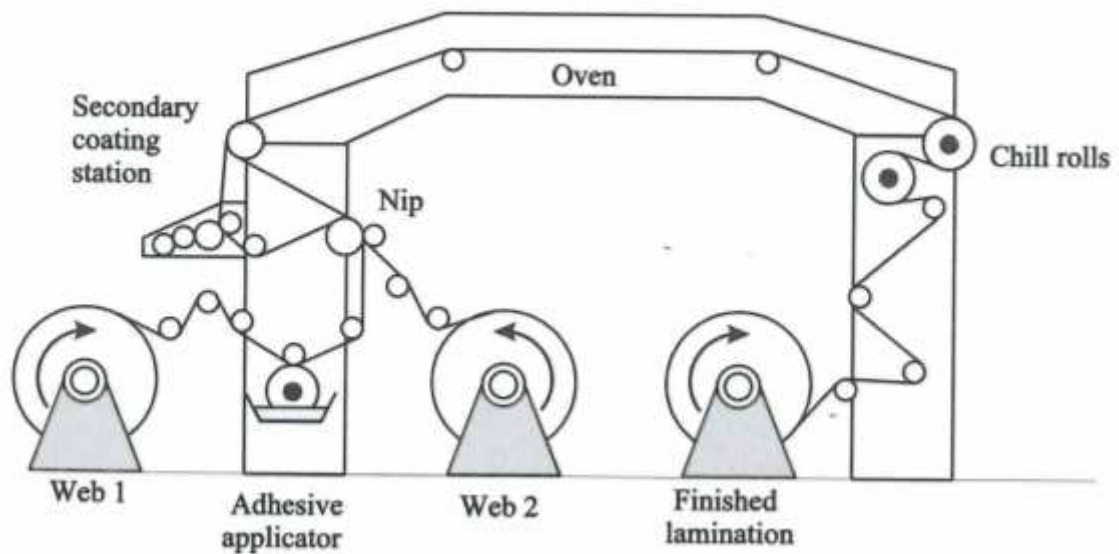 Secondary
coating
station
Oven
Chill rolls
Nip
Web 1
Adhesive
applicator
Web 2
Finished
lamination